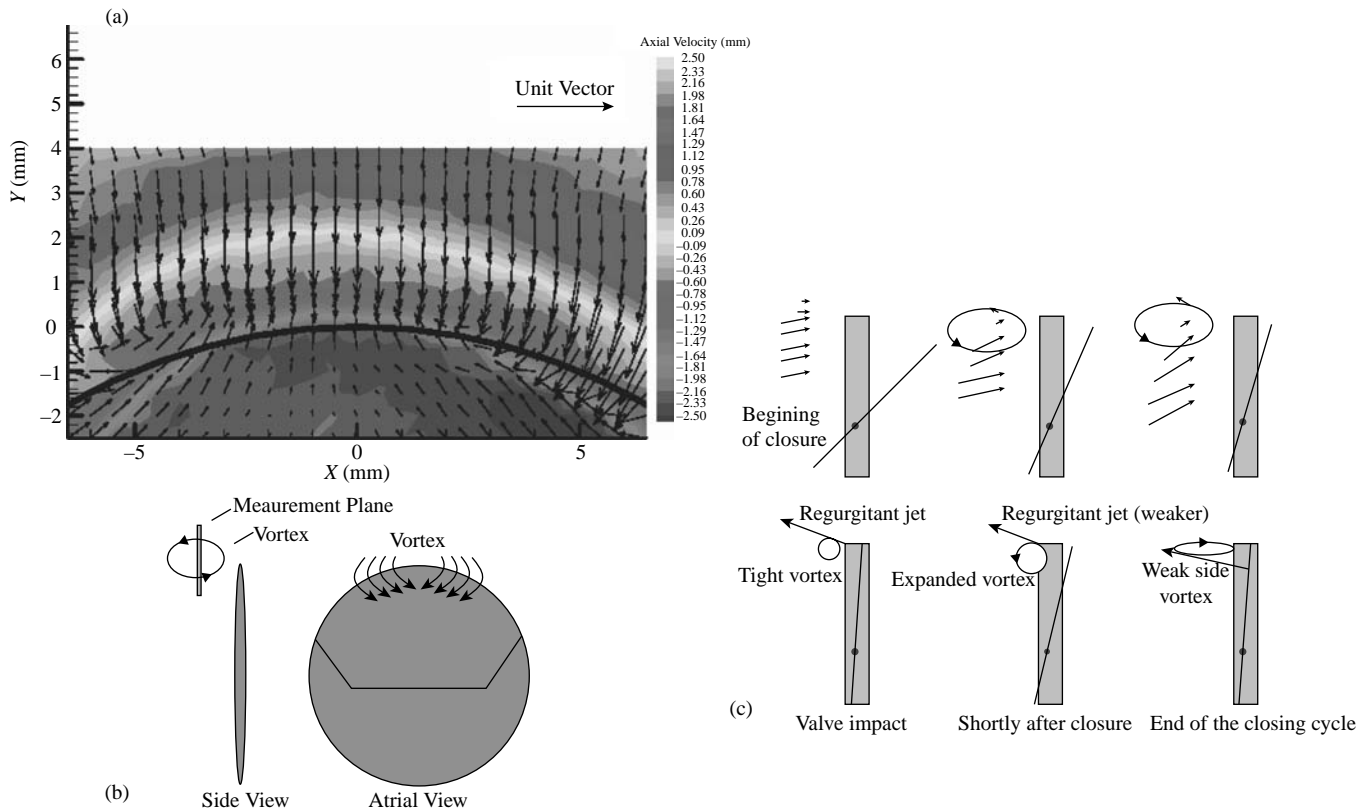 (a)
Axial Velocity (mm)
2.50
2.33
2.16
1.98
1.81
1.64
1.47
1.29
1.12
0.95
0.78
0.60
0.43
0.26
0.09
−0.09
−0.26
−0.43
−0.60
−0.78
−0.95
−1.12
−1.29
−1.47
−1.64
−1.81
−1.98
−2.16
−2.33
−2.50
Unit Vector
6
5
4
3
2
1
0
−1
−2
Y (mm)
−5
0
5
X (mm)
Meaurement Plane
Vortex
Vortex
(b)
Side View
Atrial View
Begining
of closure
Regurgitant jet
Regurgitant jet (weaker)
Tight vortex
Expanded vortex
Weak side
vortex
(c)
Valve impact
Shortly after closure
End of the closing cycle